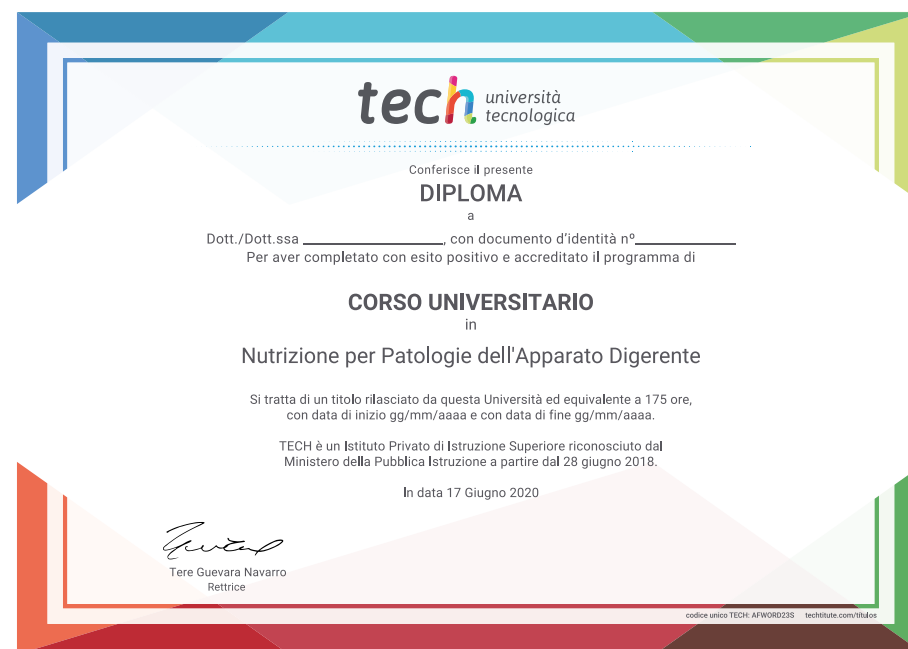 tech università
tecnologica
Conferisce il presente
DIPLOMA
a
Dott./Dott.ssa ____________________, con documento d'identità nº______________
Per aver completato con esito positivo e accreditato il programma di
CORSO UNIVERSITARIO
in
Nutrizione per Patologie dell'Apparato Digerente
Si tratta di un titolo rilasciato da questa Università ed equivalente a 175 ore,
con data di inizio gg/mm/aaaa e con data di fine gg/mm/aaaa.
TECH è un Istituto Privato di Istruzione Superiore riconosciuto dal
Ministero della Pubblica Istruzione a partire dal 28 giugno 2018.
In data 17 Giugno 2020
Tere Guevara Navarro
Rettrice
codice unico TECH: AFWORD23S techtitute.com/títulos